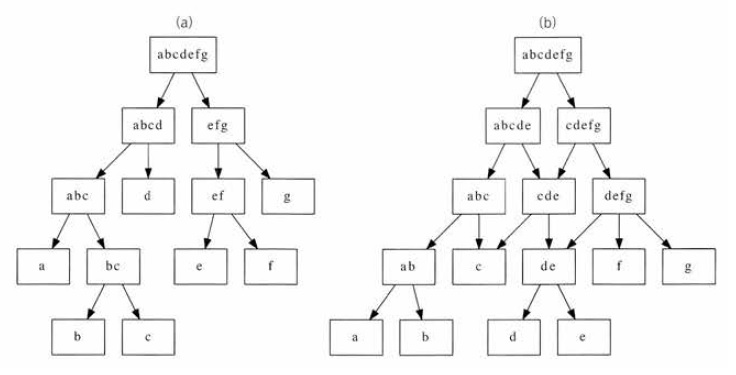 (a)
abcdefg
abcd efg
abc d ef g
a bc e f
b c
(b)
abcdefg
abcde cdefg
abc cde defg
ab c de f g
a b d e